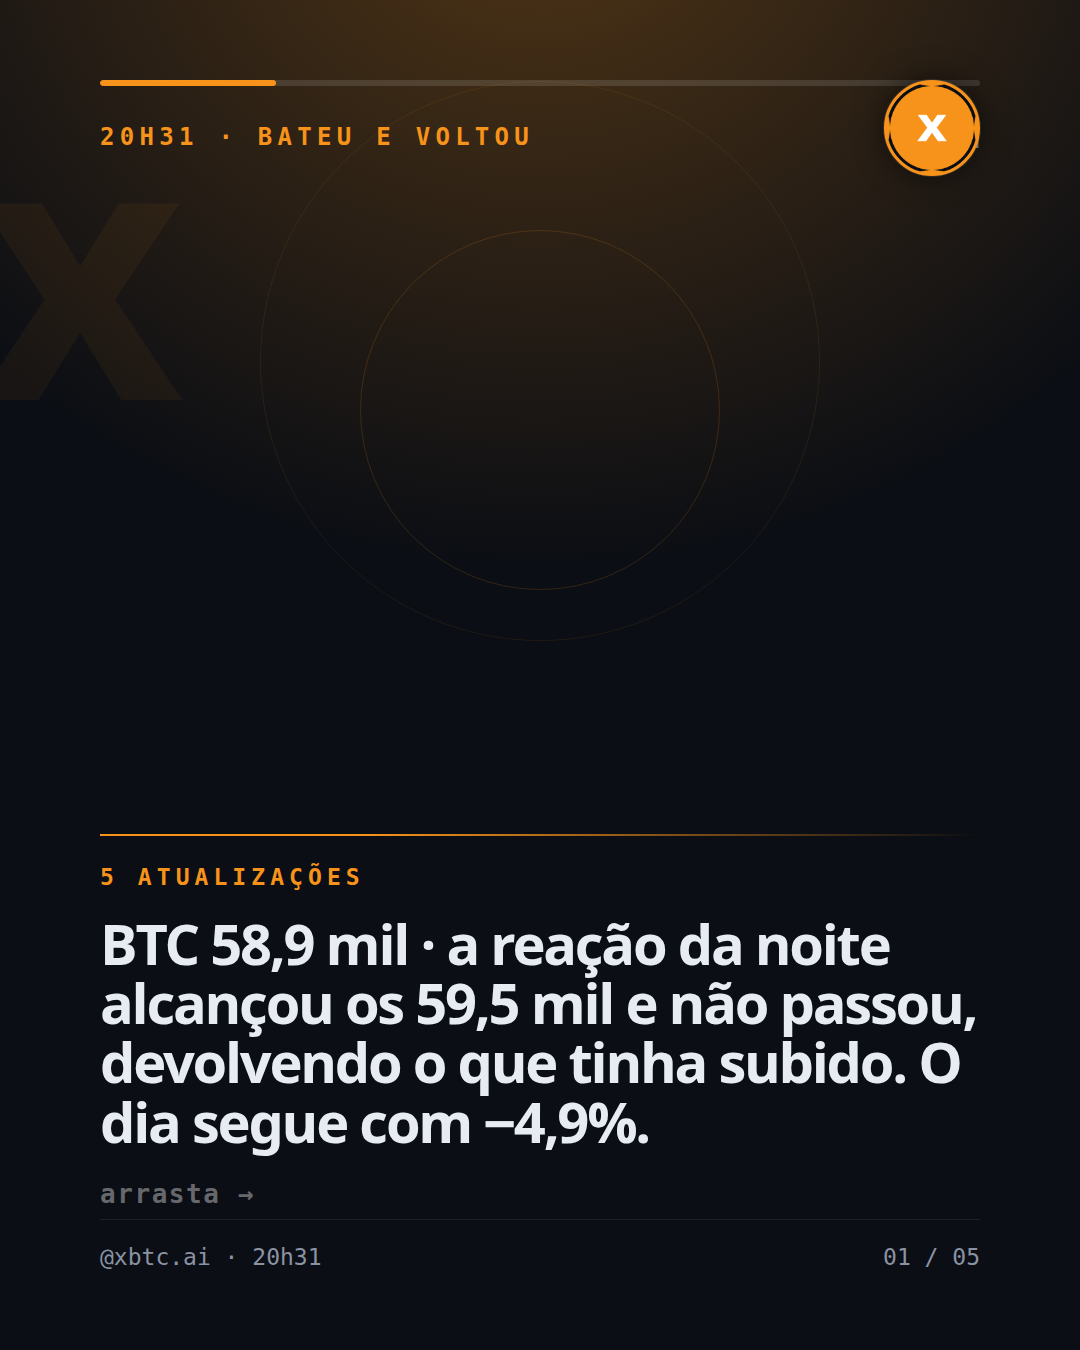 20H31 · BATEU E VOLTOU
X
X
5 ATUALIZAÇÕES
BTC 58,9 mil · a reação da noite
alcançou os 59,5 mil e não passou,
devolvendo o que tinha subido. O
dia segue com −4,9%.
arrasta →
@xbtc.ai · 20h31
01 / 05